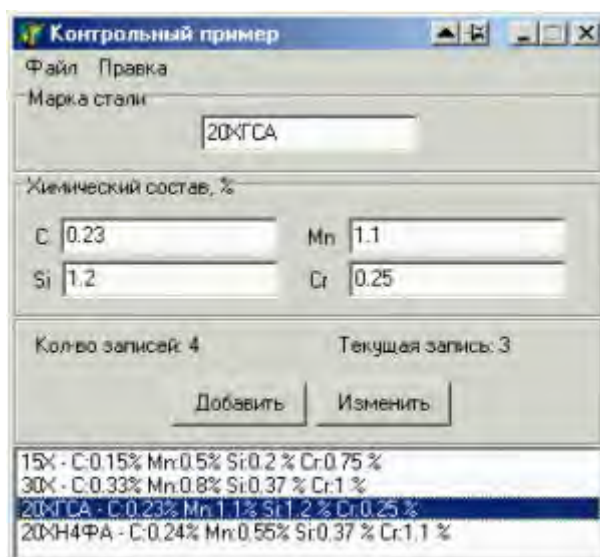 Контрольный пример
Файл Правка
Марка стали
20ХГСА
Химический состав, %
C 0.23 Mn 1.1
Si 1.2 Cr 0.25
Кол-во записей: 4 Текущая запись: 3
Добавить Изменить
15Х - C:0.15% Mn:0.5% Si:0.2 % Cr:0.75 %
30Х - C:0.33% Mn:0.8% Si:0.37 % Cr:1 %
20ХГСА - C:0.23% Mn:1.1% Si:1.2 % Cr:0.25 %
20ХН4ФА - C:0.24% Mn:0.55% Si:0.37 % Cr:1.1 %